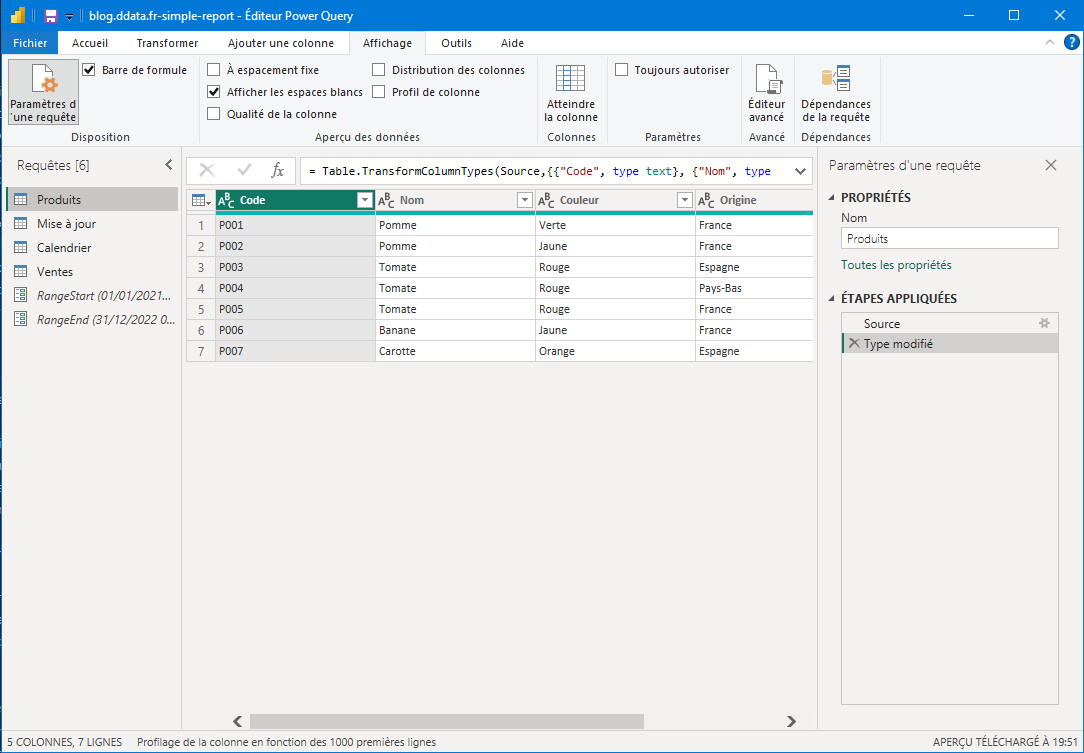 blog.ddata.fr-simple-report - Éditeur Power Query
Fichier Accueil Transformer Ajouter une colonne Affichage Outils Aide
Paramètres d
'une requête
Barre de formule
Disposition
À espacement fixe
Afficher les espaces blancs
Qualité de la colonne
Distribution des colonnes
Profil de colonne
Aperçu des données
Atteindre
la colonne
Colonnes
Toujours autoriser
Paramètres
Éditeur
avancé
Avancé
Dépendances
de la requête
Dépendances
Requêtes [6]
Produits
Mise à jour
Calendrier
Ventes
RangeStart (01/01/2021...
RangeEnd (31/12/2022 0...
fx = Table.TransformColumnTypes(Source,{{"Code", type text}, {"Nom", type
ABC Code ABC Nom ABC Couleur ABC Origine
1 P001 Pomme Verte France
2 P002 Pomme Jaune France
3 P003 Tomate Rouge Espagne
4 P004 Tomate Rouge Pays-Bas
5 P005 Tomate Rouge France
6 P006 Banane Jaune France
7 P007 Carotte Orange Espagne
Paramètres d'une requête
PROPRIÉTÉS
Nom
Produits
Toutes les propriétés
ÉTAPES APPLIQUÉES
Source
Type modifié
5 COLONNES, 7 LIGNES Profilage de la colonne en fonction des 1000 premières lignes APERÇU TÉLÉCHARGÉ À 19:51